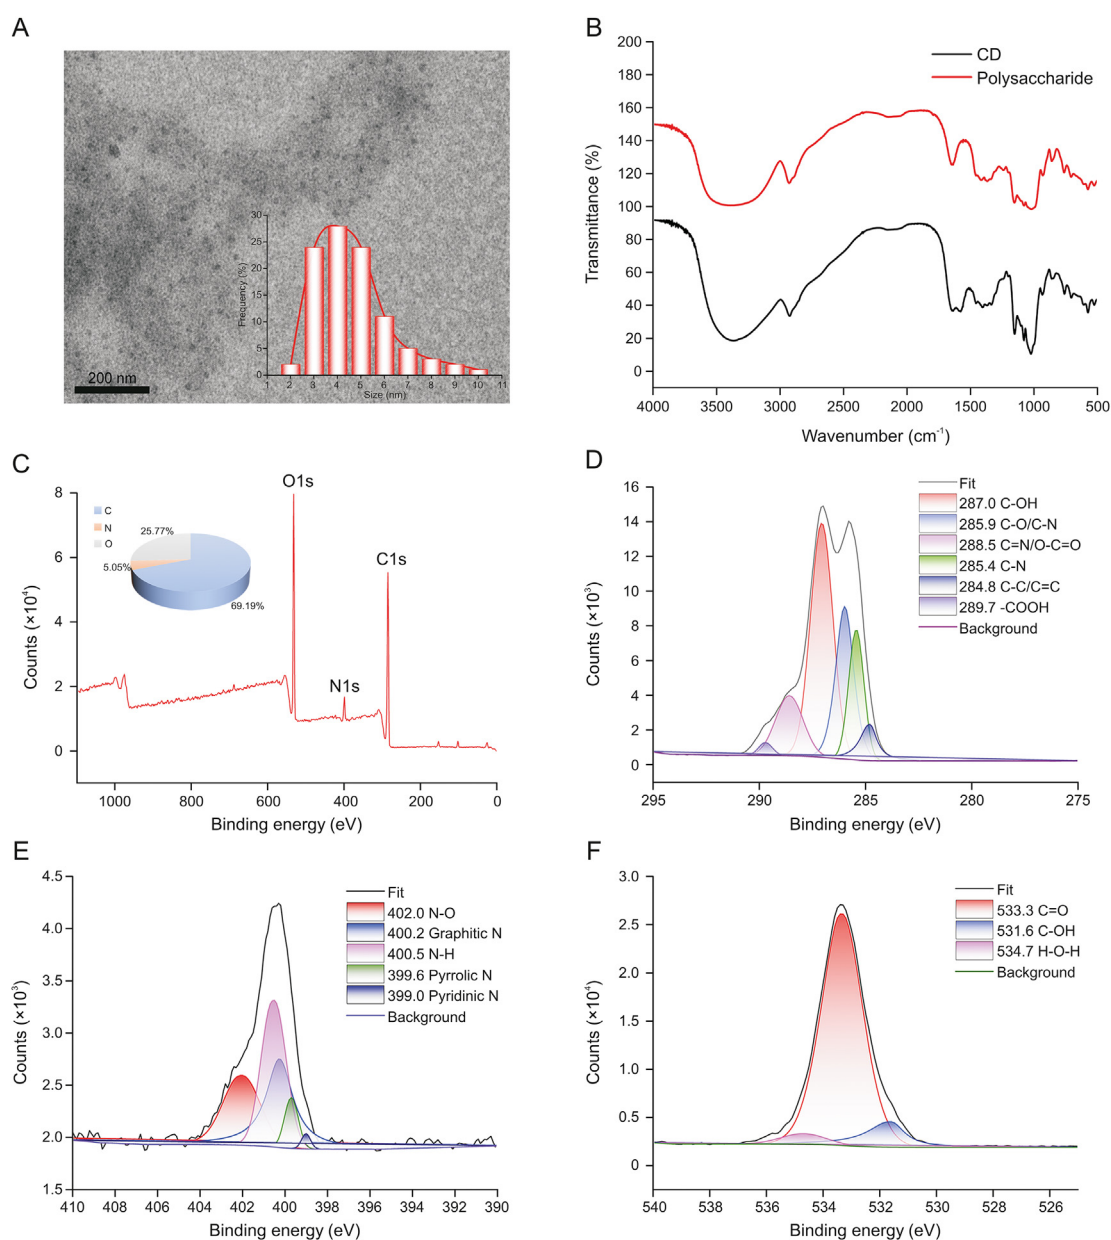 A
30
25
20
15
10
5
0
Frequency (%)
1 2 3 4 5 6 7 8 9 10 11
Size (nm)
200 nm
B
CD
Polysaccharide
200
180
160
140
120
100
80
60
40
20
0
Transmittance (%)
4000 3500 3000 2500 2000 1500 1000 500
Wavenumber (cm⁻¹)
C
O1s
C1s
N1s
C
N
O
25.77%
5.05%
69.19%
8
6
4
2
0
Counts (×10⁴)
1000 800 600 400 200 0
Binding energy (eV)
D
Fit
287.0 C-OH
285.9 C-O/C-N
288.5 C=N/O-C=O
285.4 C-N
284.8 C-C/C=C
289.7 -COOH
Background
16
14
12
10
8
6
4
2
0
Counts (×10³)
295 290 285 280 275
Binding energy (eV)
E
Fit
402.0 N-O
400.2 Graphitic N
400.5 N-H
399.6 Pyrrolic N
399.0 Pyridinic N
Background
4.5
4.0
3.5
3.0
2.5
2.0
1.5
Counts (×10³)
410 408 406 404 402 400 398 396 394 392 390
Binding energy (eV)
F
Fit
533.3 C=O
531.6 C-OH
534.7 H-O-H
Background
3.0
2.5
2.0
1.5
1.0
0.5
0
Counts (×10⁴)
540 538 536 534 532 530 528 526
Binding energy (eV)